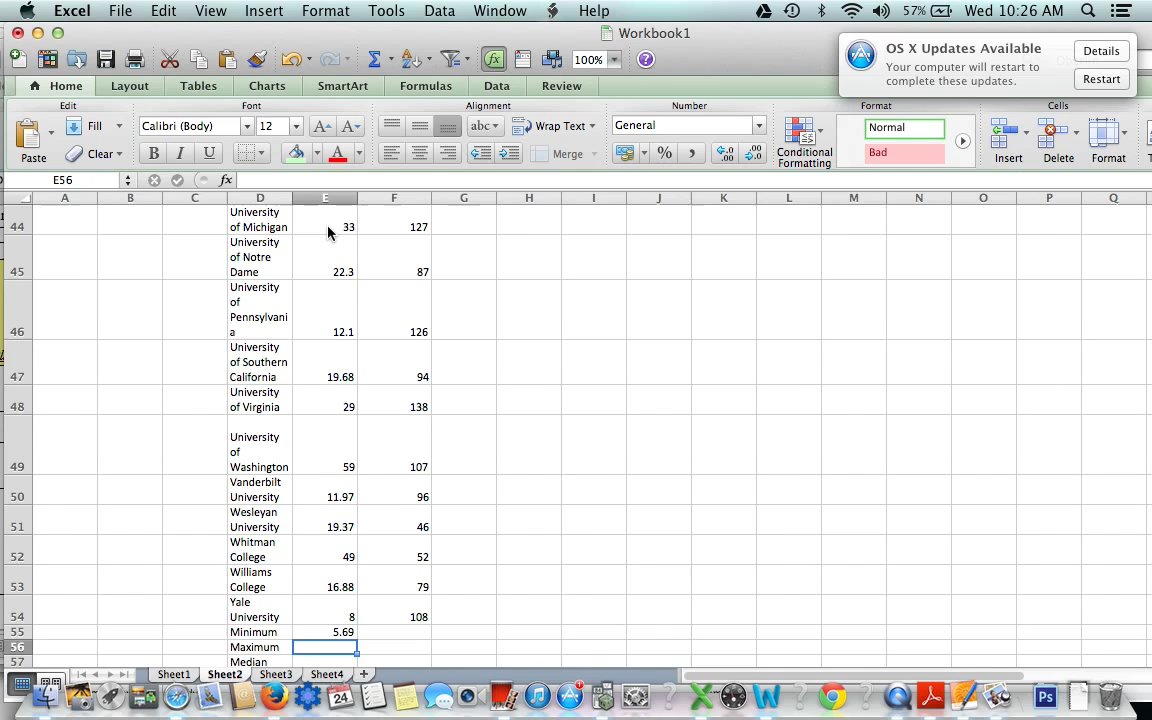 Excel File Edit View Insert Format Tools Data Window Help 57% Wed 10:26 AM
Workbook1
OS X Updates Available
Your computer will restart to
complete these updates.
Details
Restart
100%
Home Layout Tables Charts SmartArt Formulas Data Review
Edit Font Alignment Number Format Cells
Fill Calibri (Body) 12 abc Wrap Text General Normal
Paste Clear B I U Merge % Conditional Formatting Bad Insert Delete Format
E56 fx
A B C D E F G H I J K L M N O P Q
University
44 of Michigan 33 127
University
of Notre
45 Dame 22.3 87
University
of
Pennsylvani
46 a 12.1 126
University
of Southern
47 California 19.68 94
University
48 of Virginia 29 138
University
of
49 Washington 59 107
Vanderbilt
50 University 11.97 96
Wesleyan
51 University 19.37 46
Whitman
52 College 49 52
Williams
53 College 16.88 79
Yale
54 University 8 108
55 Minimum 5.69
56 Maximum
57 Median
Sheet1 Sheet2 Sheet3 Sheet4 +
24
Ps